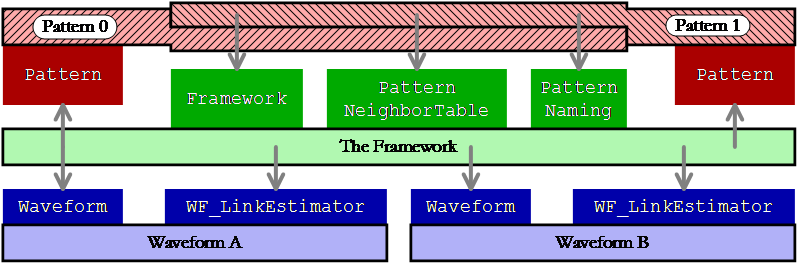 Pattern 0
Pattern 1
Pattern
Framework
Pattern
NeighborTable
Pattern
Naming
Pattern
The Framework
Waveform
WF_LinkEstimator
Waveform
WF_LinkEstimator
Waveform A
Waveform B